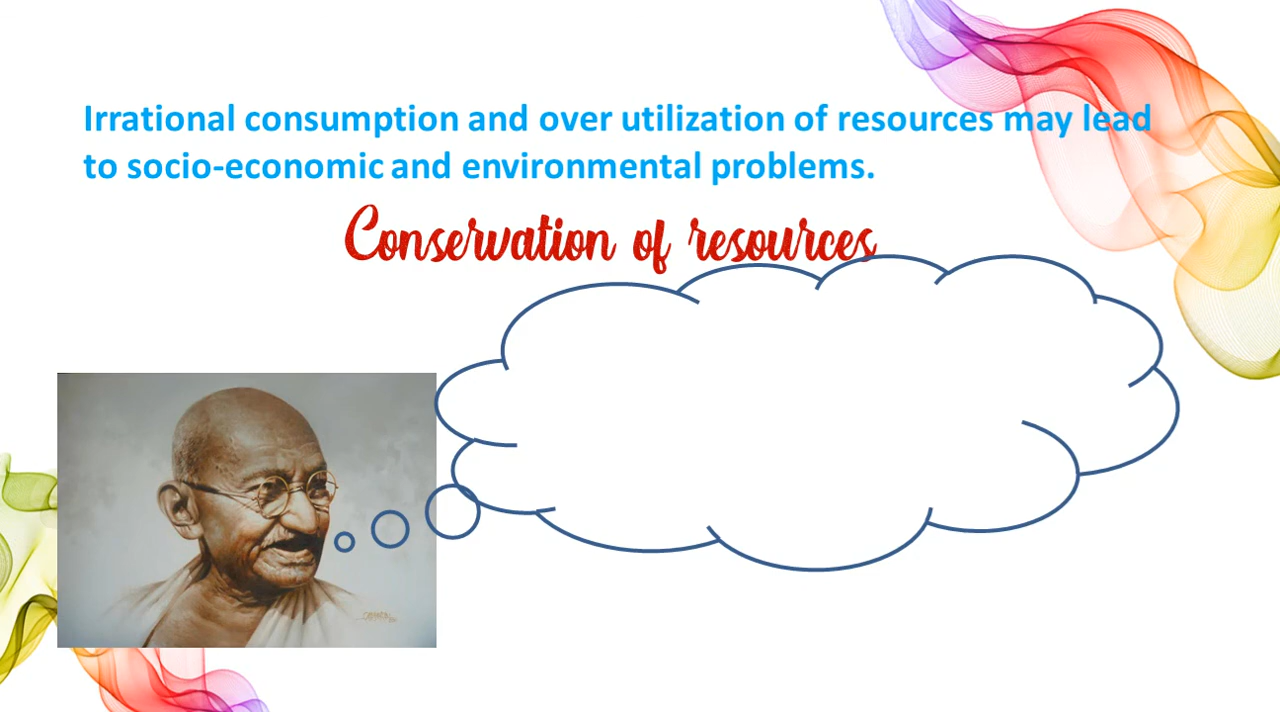 Irrational consumption and over utilization of resources may lead
to socio-economic and environmental problems.
Conservation of resources